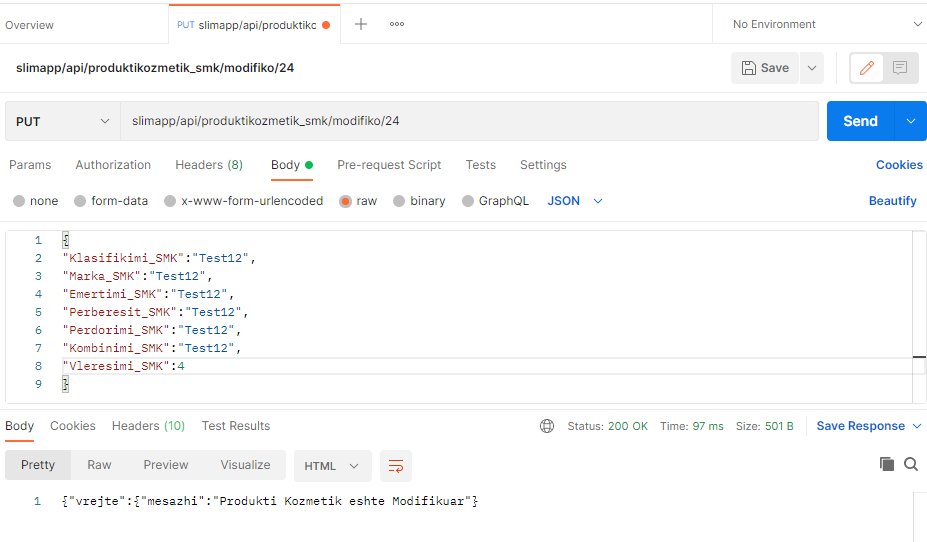 Overview
PUT slimapp/api/produktikc
No Environment
slimapp/api/produktikozmetik_smk/modifiko/24
Save
PUT
slimapp/api/produktikozmetik_smk/modifiko/24
Send
Params Authorization Headers (8) Body Pre-request Script Tests Settings Cookies
none form-data x-www-form-urlencoded raw binary GraphQL JSON Beautify
1 {
2 "Klasifikimi_SMK":"Test12",
3 "Marka_SMK":"Test12",
4 "Emertimi_SMK":"Test12",
5 "Perberesit_SMK":"Test12",
6 "Perdorimi_SMK":"Test12",
7 "Kombinimi_SMK":"Test12",
8 "Vleresimi_SMK":4
9 }
Body Cookies Headers (10) Test Results Status: 200 OK Time: 97 ms Size: 501 B Save Response
Pretty Raw Preview Visualize HTML
1 {"vrejte":{"mesazhi":"Produkti Kozmetik eshte Modifikuar"}